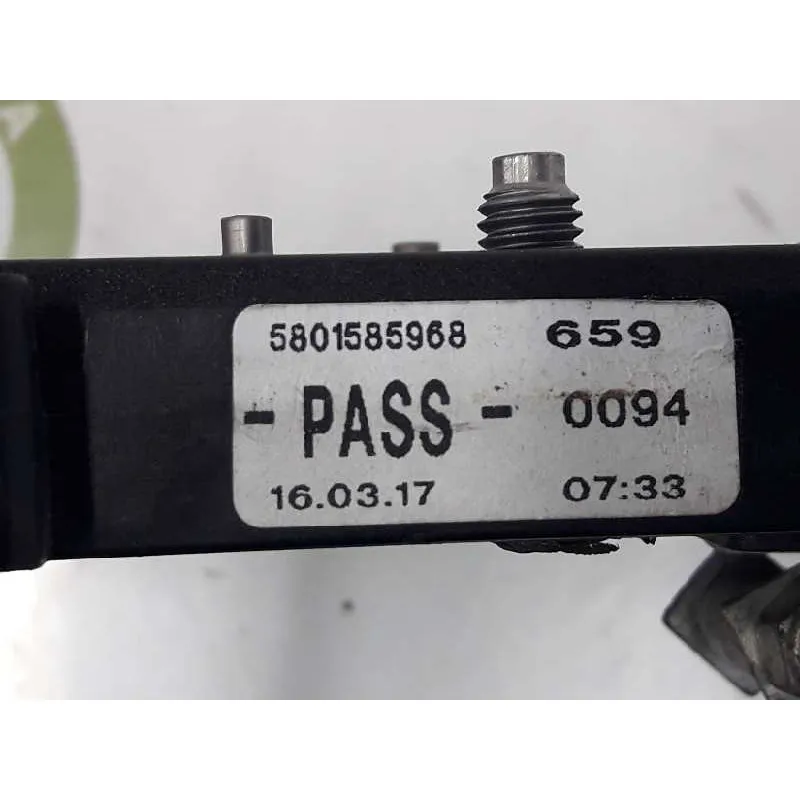 5801585968 659
- PASS - 0094
16.03.17 07:33
A